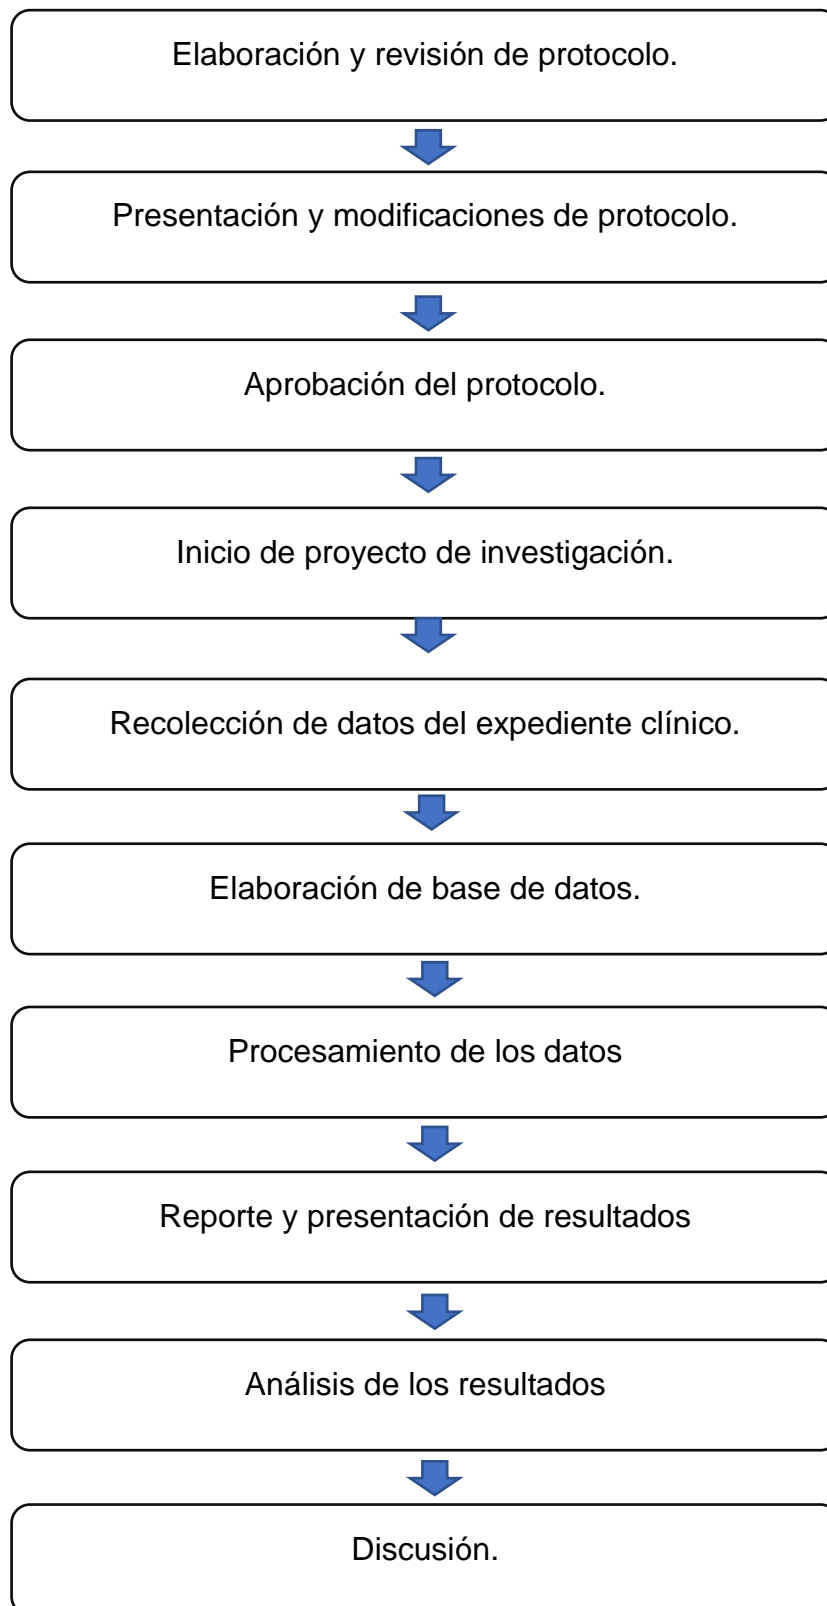 Elaboración y revisión de protocolo.
Presentación y modificaciones de protocolo.
Aprobación del protocolo.
Inicio de proyecto de investigación.
Recolección de datos del expediente clínico.
Elaboración de base de datos.
Procesamiento de los datos
Reporte y presentación de resultados
Análisis de los resultados
Discusión.